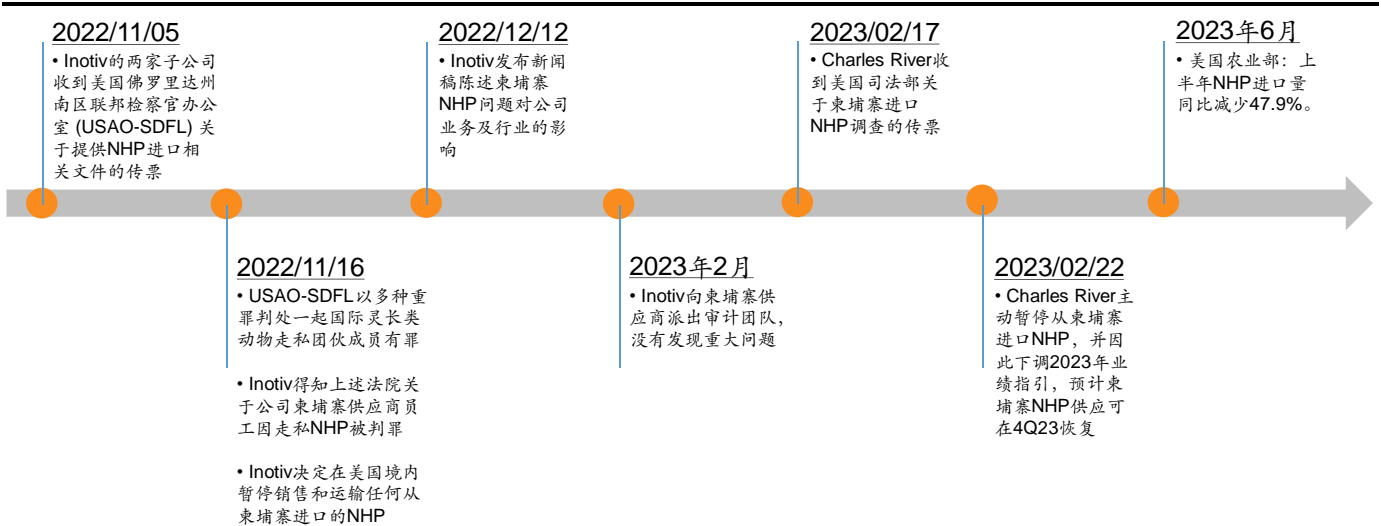 2022/11/05
• Inotiv的两家子公司
收到美国佛罗里达州
南区联邦检察官办公
室 (USAO-SDFL) 关
于提供NHP进口相
关文件的传票
2022/12/12
• Inotiv发布新闻
稿陈述柬埔寨
NHP问题对公司
业务及行业的影
响
2023/02/17
• Charles River收
到美国司法部关
于柬埔寨进口
NHP调查的传票
2023年6月
• 美国农业部：上
半年NHP进口量
同比减少47.9%。
2022/11/16
• USAO-SDFL以多种重
罪判处一起国际灵长类
动物走私团伙成员有罪
• Inotiv得知上述法院关
于公司柬埔寨供应商员
工因走私NHP被判罪
• Inotiv决定在美国境内
暂停销售和运输任何从
柬埔寨进口的NHP
2023年2月
• Inotiv向柬埔寨供
应商派出审计团队，
没有发现重大问题
2023/02/22
• Charles River主
动暂停从柬埔寨
进口NHP，并因
此下调2023年业
绩指引，预计柬
埔寨NHP供应可
在4Q23恢复